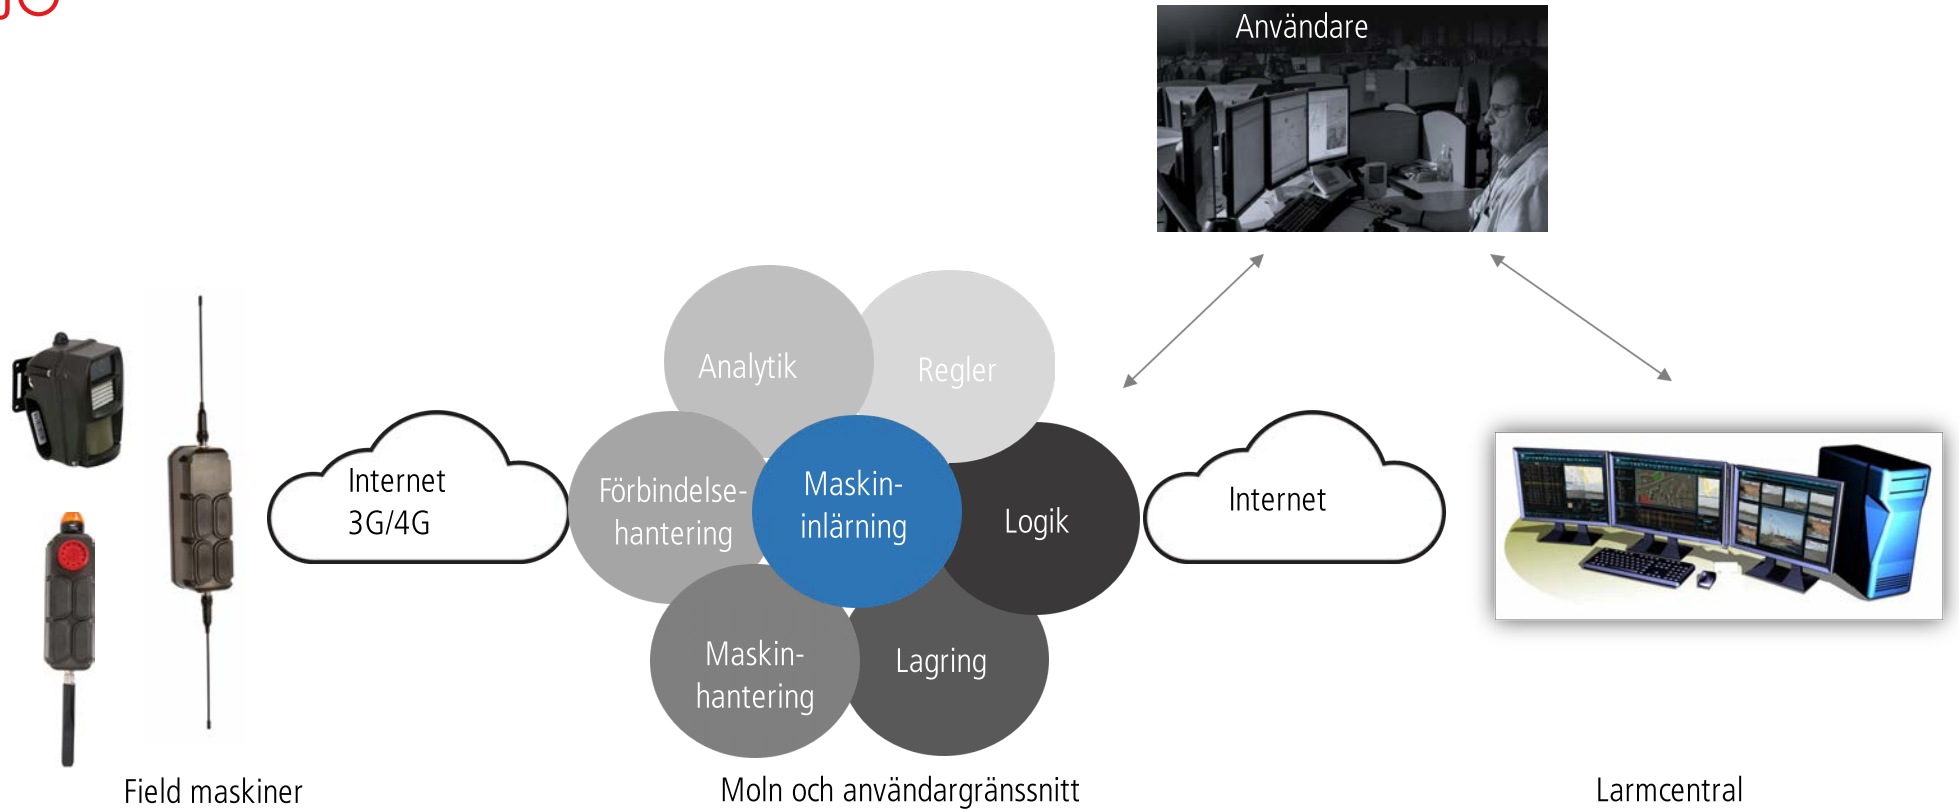 Användare
Analytik
Regler
Internet
3G/4G
Förbindelse-
hantering
Maskin-
inlärning
Logik
Internet
Maskin-
hantering
Lagring
Field maskiner
Moln och användargränssnitt
Larmcentral